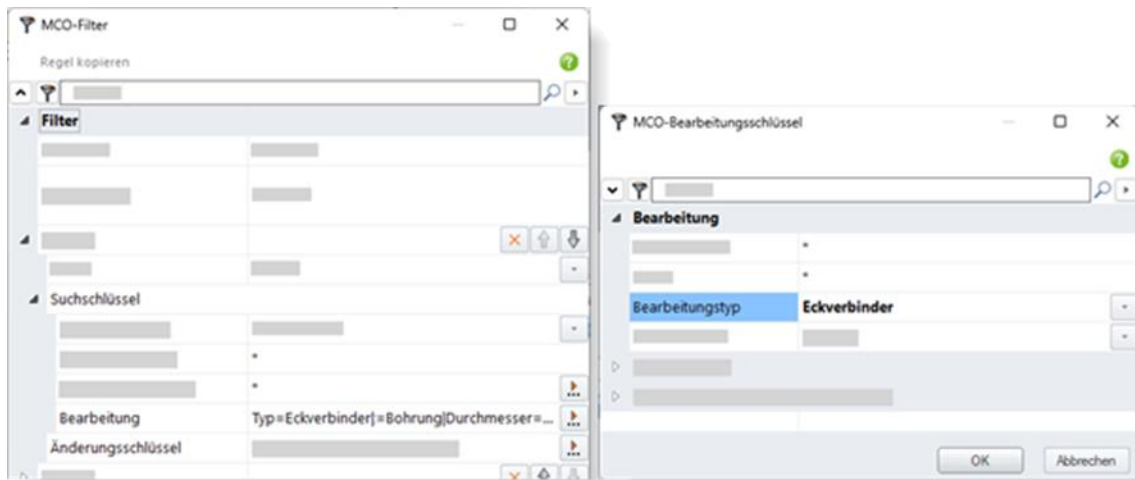 MCO-Filter
Regel kopieren
Filter
*
*
Suchschlüssel
Bearbeitung Typ=Eckverbinder|:=Bohrung|Durchmesser=...
Änderungsschlüssel
MCO-Bearbeitungsschlüssel
Bearbeitung
*
*
Bearbeitungstyp Eckverbinder
OK Abbrechen